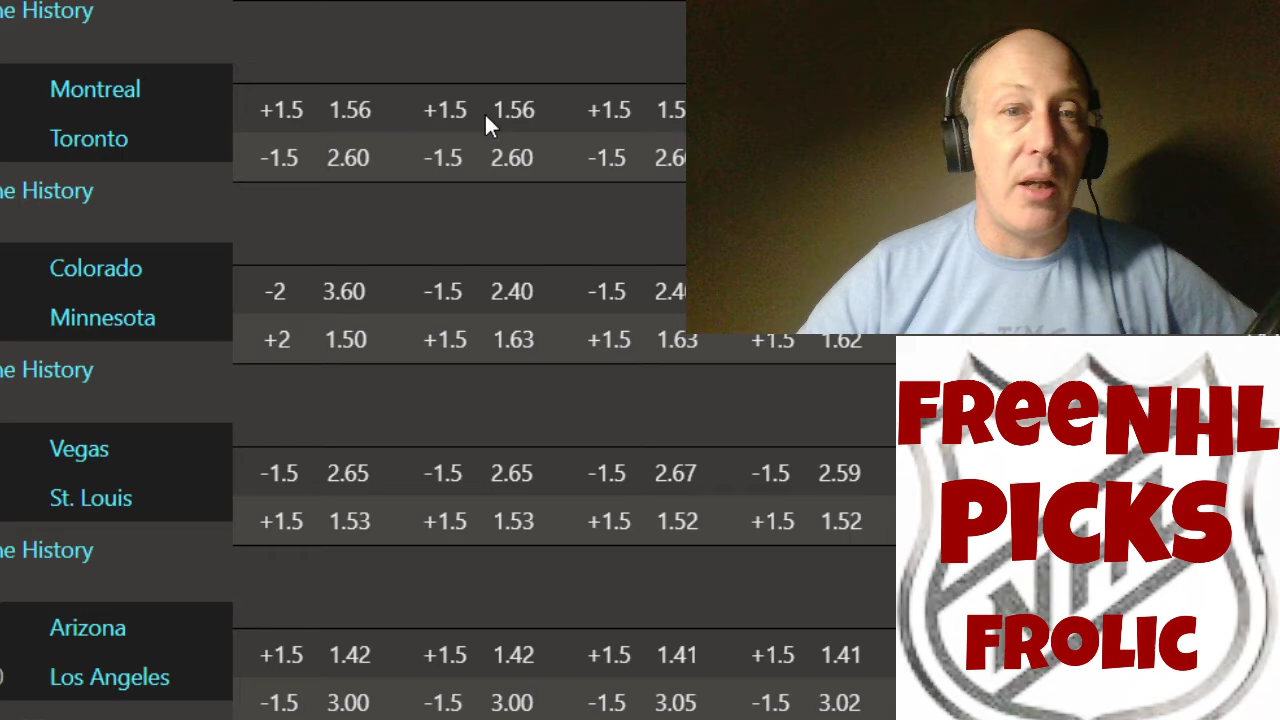 ne History
Montreal
+1.5 1.56 +1.5 1.56 +1.5
Toronto
-1.5 2.60 -1.5 2.60 -1.5
ne History
Colorado
-2 3.60 -1.5 2.40 -1.5
Minnesota
+2 1.50 +1.5 1.63 +1.5 1.63 +1.5 1.62
ne History
Vegas
-1.5 2.65 -1.5 2.65 -1.5 2.67 -1.5 2.59
St. Louis
+1.5 1.53 +1.5 1.53 +1.5 1.52 +1.5 1.52
ne History
Arizona
+1.5 1.42 +1.5 1.42 +1.5 1.41 +1.5 1.41
Los Angeles
-1.5 3.00 -1.5 3.00 -1.5 3.05 -1.5 3.02
FReeNHL
PICKS
FROLIC
NHL